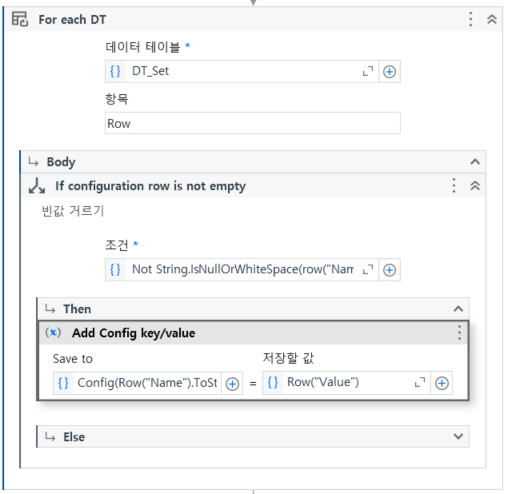 For each DT
데이터 테이블 *
{} DT_Set
항목
Row
Body
If configuration row is not empty
빈값 거르기
조건 *
{} Not String.IsNullOrWhiteSpace(row("Nam
Then
(x) Add Config key/value
Save to 저장할 값
{} Config(Row("Name").ToSt = {} Row("Value")
Else